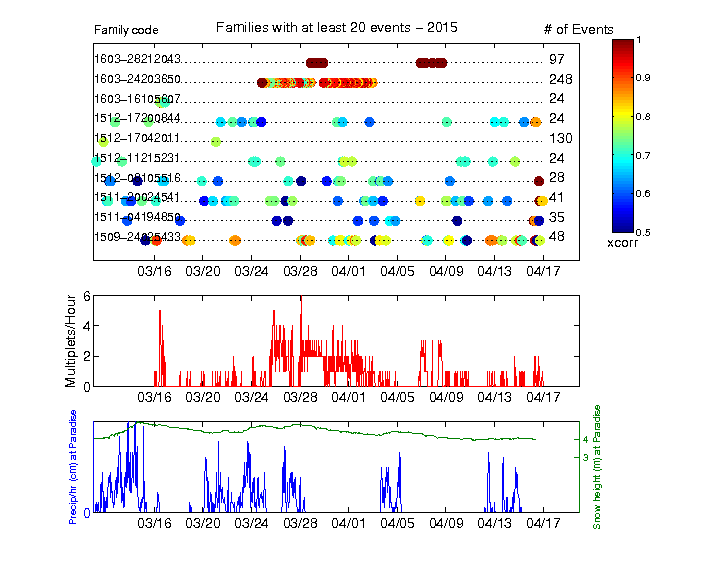 Family code
Families with at least 20 events − 2015
# of Events
1603−28212043 97
1603−24203650 248
1603−16105607 24
1512−17200844 24
1512−17042011 130
1512−11215231 24
1512−08105516 28
1511−20024541 41
1511−04194850 35
1509−24025433 48
1
0.9
0.8
0.7
0.6
0.5
xcorr
03/16 03/20 03/24 03/28 04/01 04/05 04/09 04/13 04/17
Multiplets/Hour
6
4
2
0
03/16 03/20 03/24 03/28 04/01 04/05 04/09 04/13 04/17
Precip/hr (cm) at Paradise
0
4
3
Snow height (m) at Paradise
03/16 03/20 03/24 03/28 04/01 04/05 04/09 04/13 04/17